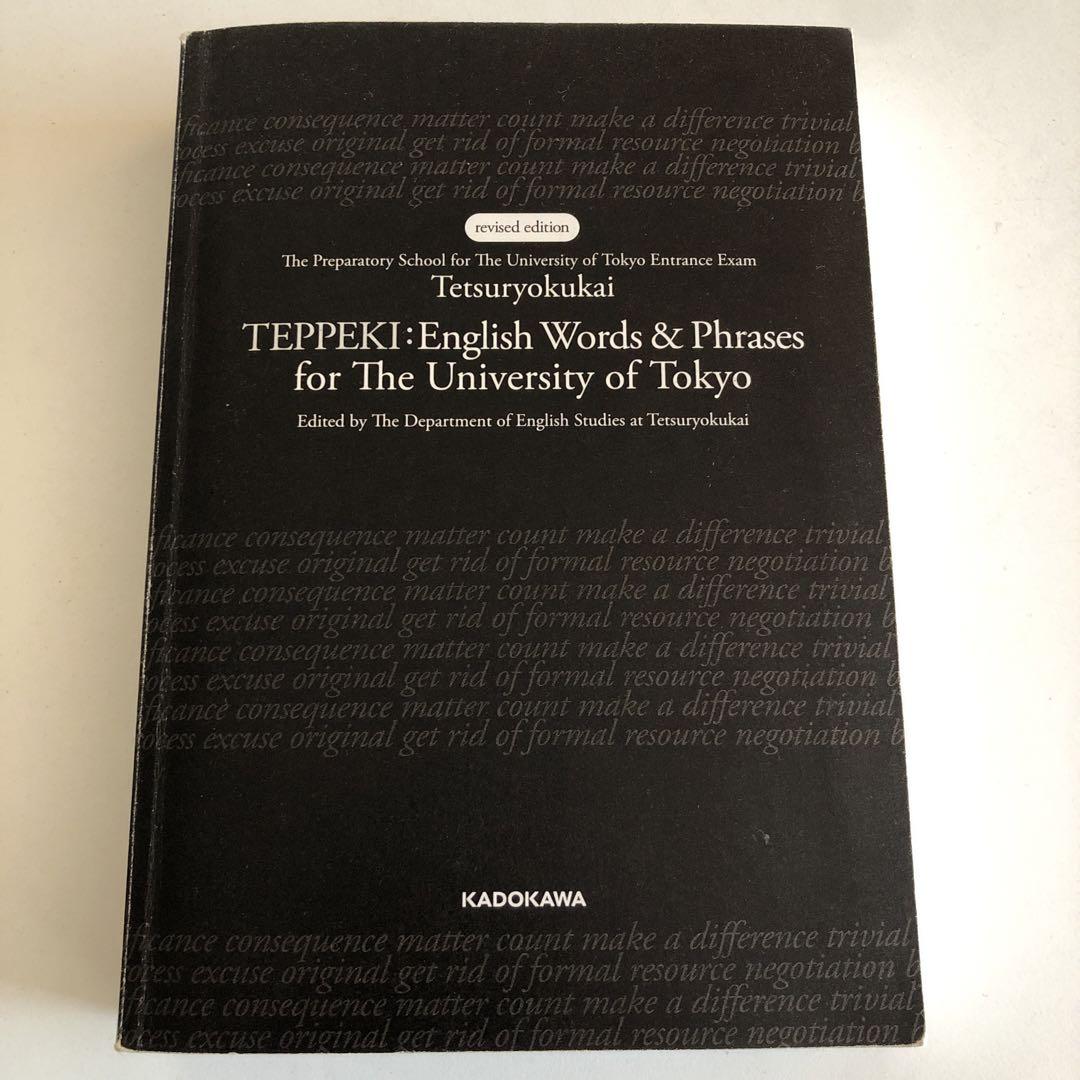 ficance consequence matter count make a difference trivial
ocess excuse original get rid of formal resource negotiation b
ficance consequence matter count make a difference trivial
ocess excuse original get rid of formal resource negotiation b
revised edition
The Preparatory School for The University of Tokyo Entrance Exam
Tetsuryokukai
TEPPEKI:English Words & Phrases
for The University of Tokyo
Edited by The Department of English Studies at Tetsuryokukai
ficance consequence matter count make a difference trivial
ocess excuse original get rid of formal resource negotiation b
ficance consequence matter count make a difference trivial
ocess excuse original get rid of formal resource negotiation b
ficance consequence matter count make a difference trivial
ocess excuse original get rid of formal resource negotiation b
ficance consequence matter count make a difference trivial
ocess excuse original get rid of formal resource negotiation b
KADOKAWA
ficance consequence matter count make a difference trivial
ocess excuse original get rid of formal resource negotiation b
ficance consequence matter count make a difference trivial
ocess excuse original get rid of formal resource negotiation b